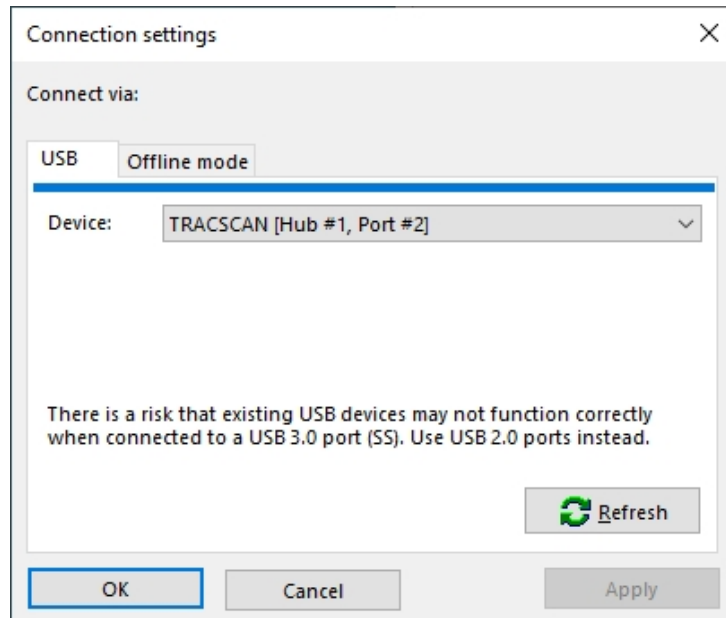 Connection settings
Connect via:
USB
Offline mode
Device:
TRACSCAN [Hub #1, Port #2]
There is a risk that existing USB devices may not function correctly
when connected to a USB 3.0 port (SS). Use USB 2.0 ports instead.
Refresh
OK
Cancel
Apply